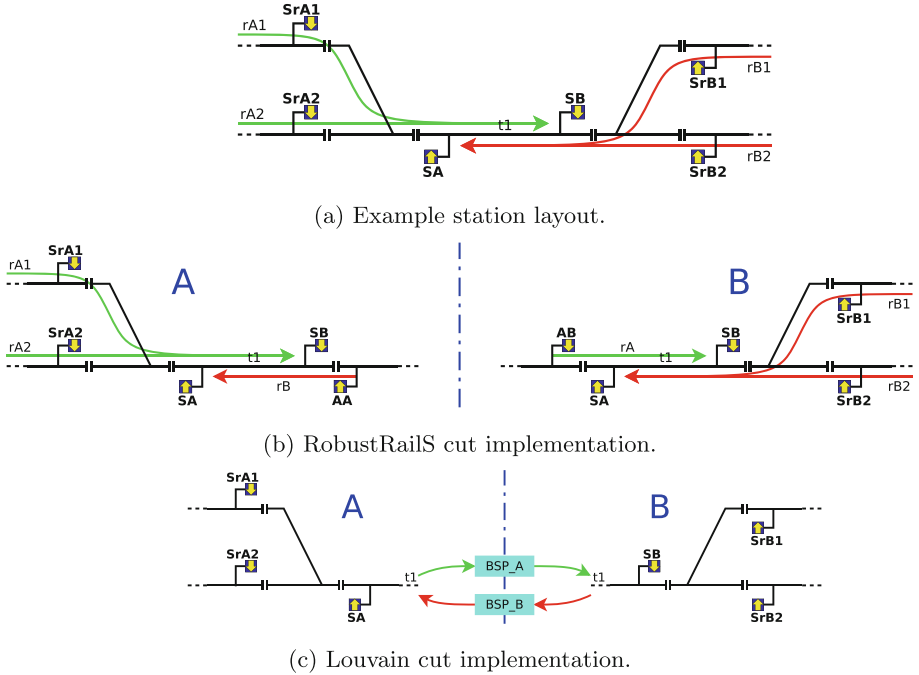 SrA1
rA1
rB1
SrB1
SrA2
SB
rA2
t1
rB2
SA
SrB2
(a) Example station layout.
SrA1
A
B
rA1
rB1
SrB1
SrA2
SB
AB
SB
rA2
t1
rA
t1
rB
rB2
SA
AA
SA
SrB2
(b) RobustRailS cut implementation.
SrA1
A
B
SrB1
SrA2
SB
BSP_A
t1
t1
BSP_B
SA
SrB2
(c) Louvain cut implementation.